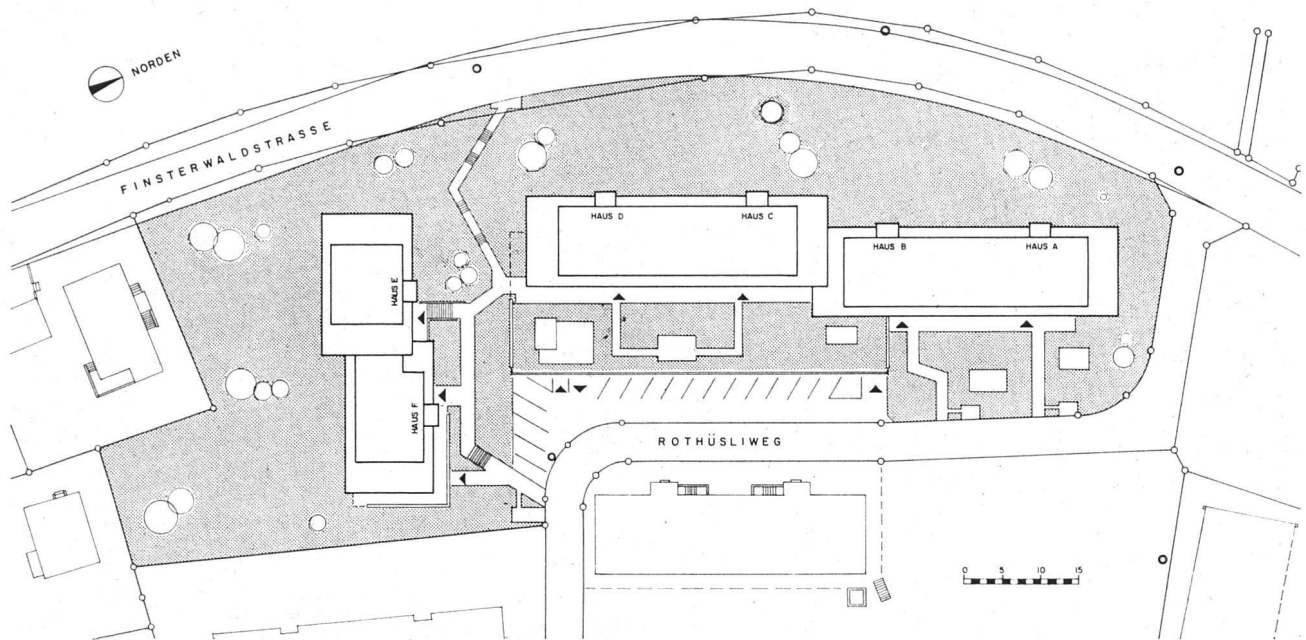 NORDEN
FINSTERWALDSTRASSE
HAUS D
HAUS C
HAUS B
HAUS A
HAUS E
HAUS F
ROTHÜSLIWEG
0 5 10 15